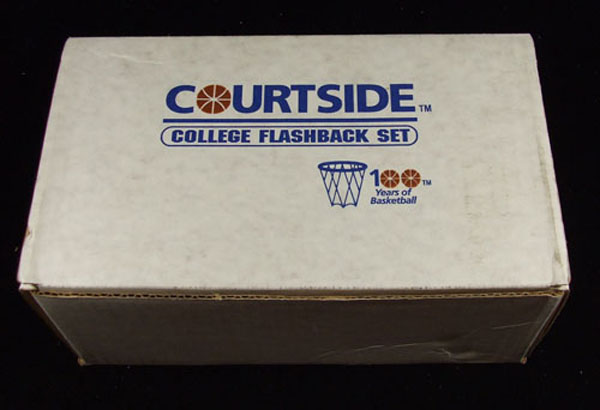 COURTSIDE™
COLLEGE FLASHBACK SET
100™
Years of
Basketball